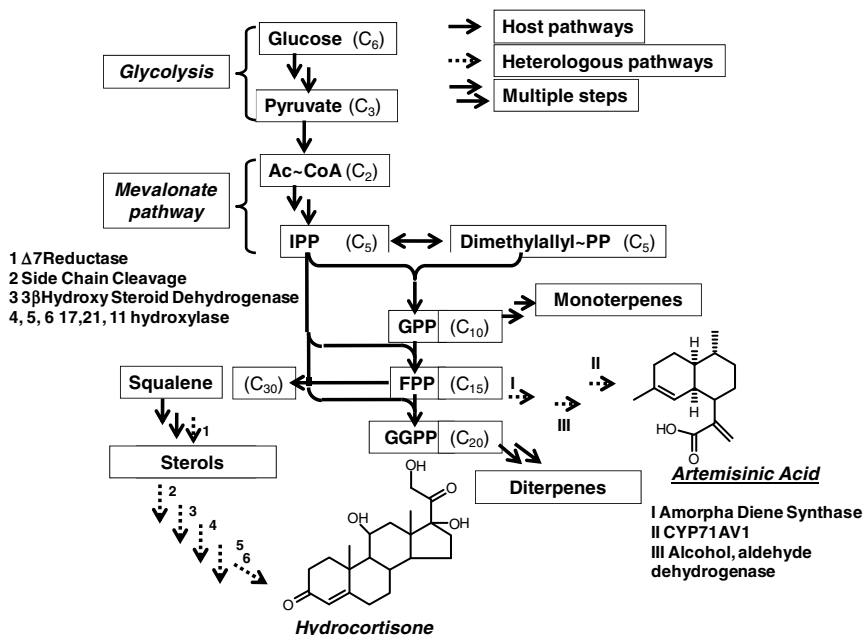 Glucose (C6)
Glycolysis
Pyruvate (C3)
Host pathways
Heterologous pathways
Multiple steps
Ac~CoA (C2)
Mevalonate
pathway
IPP (C5)
Dimethylallyl~PP (C5)
1 Δ7Reductase
2 Side Chain Cleavage
3 3βHydroxy Steroid Dehydrogenase
4, 5, 6 17,21, 11 hydroxylase
GPP (C10)
Monoterpenes
Squalene (C30)
FPP (C15)
I
II
III
GGPP (C20)
1
Sterols
Diterpenes
2
3
4
5
6
OH
O
OH
OH
O
Hydrocortisone
H
H
HO
O
Artemisinic Acid
I Amorpha Diene Synthase
II CYP71AV1
III Alcohol, aldehyde
dehydrogenase